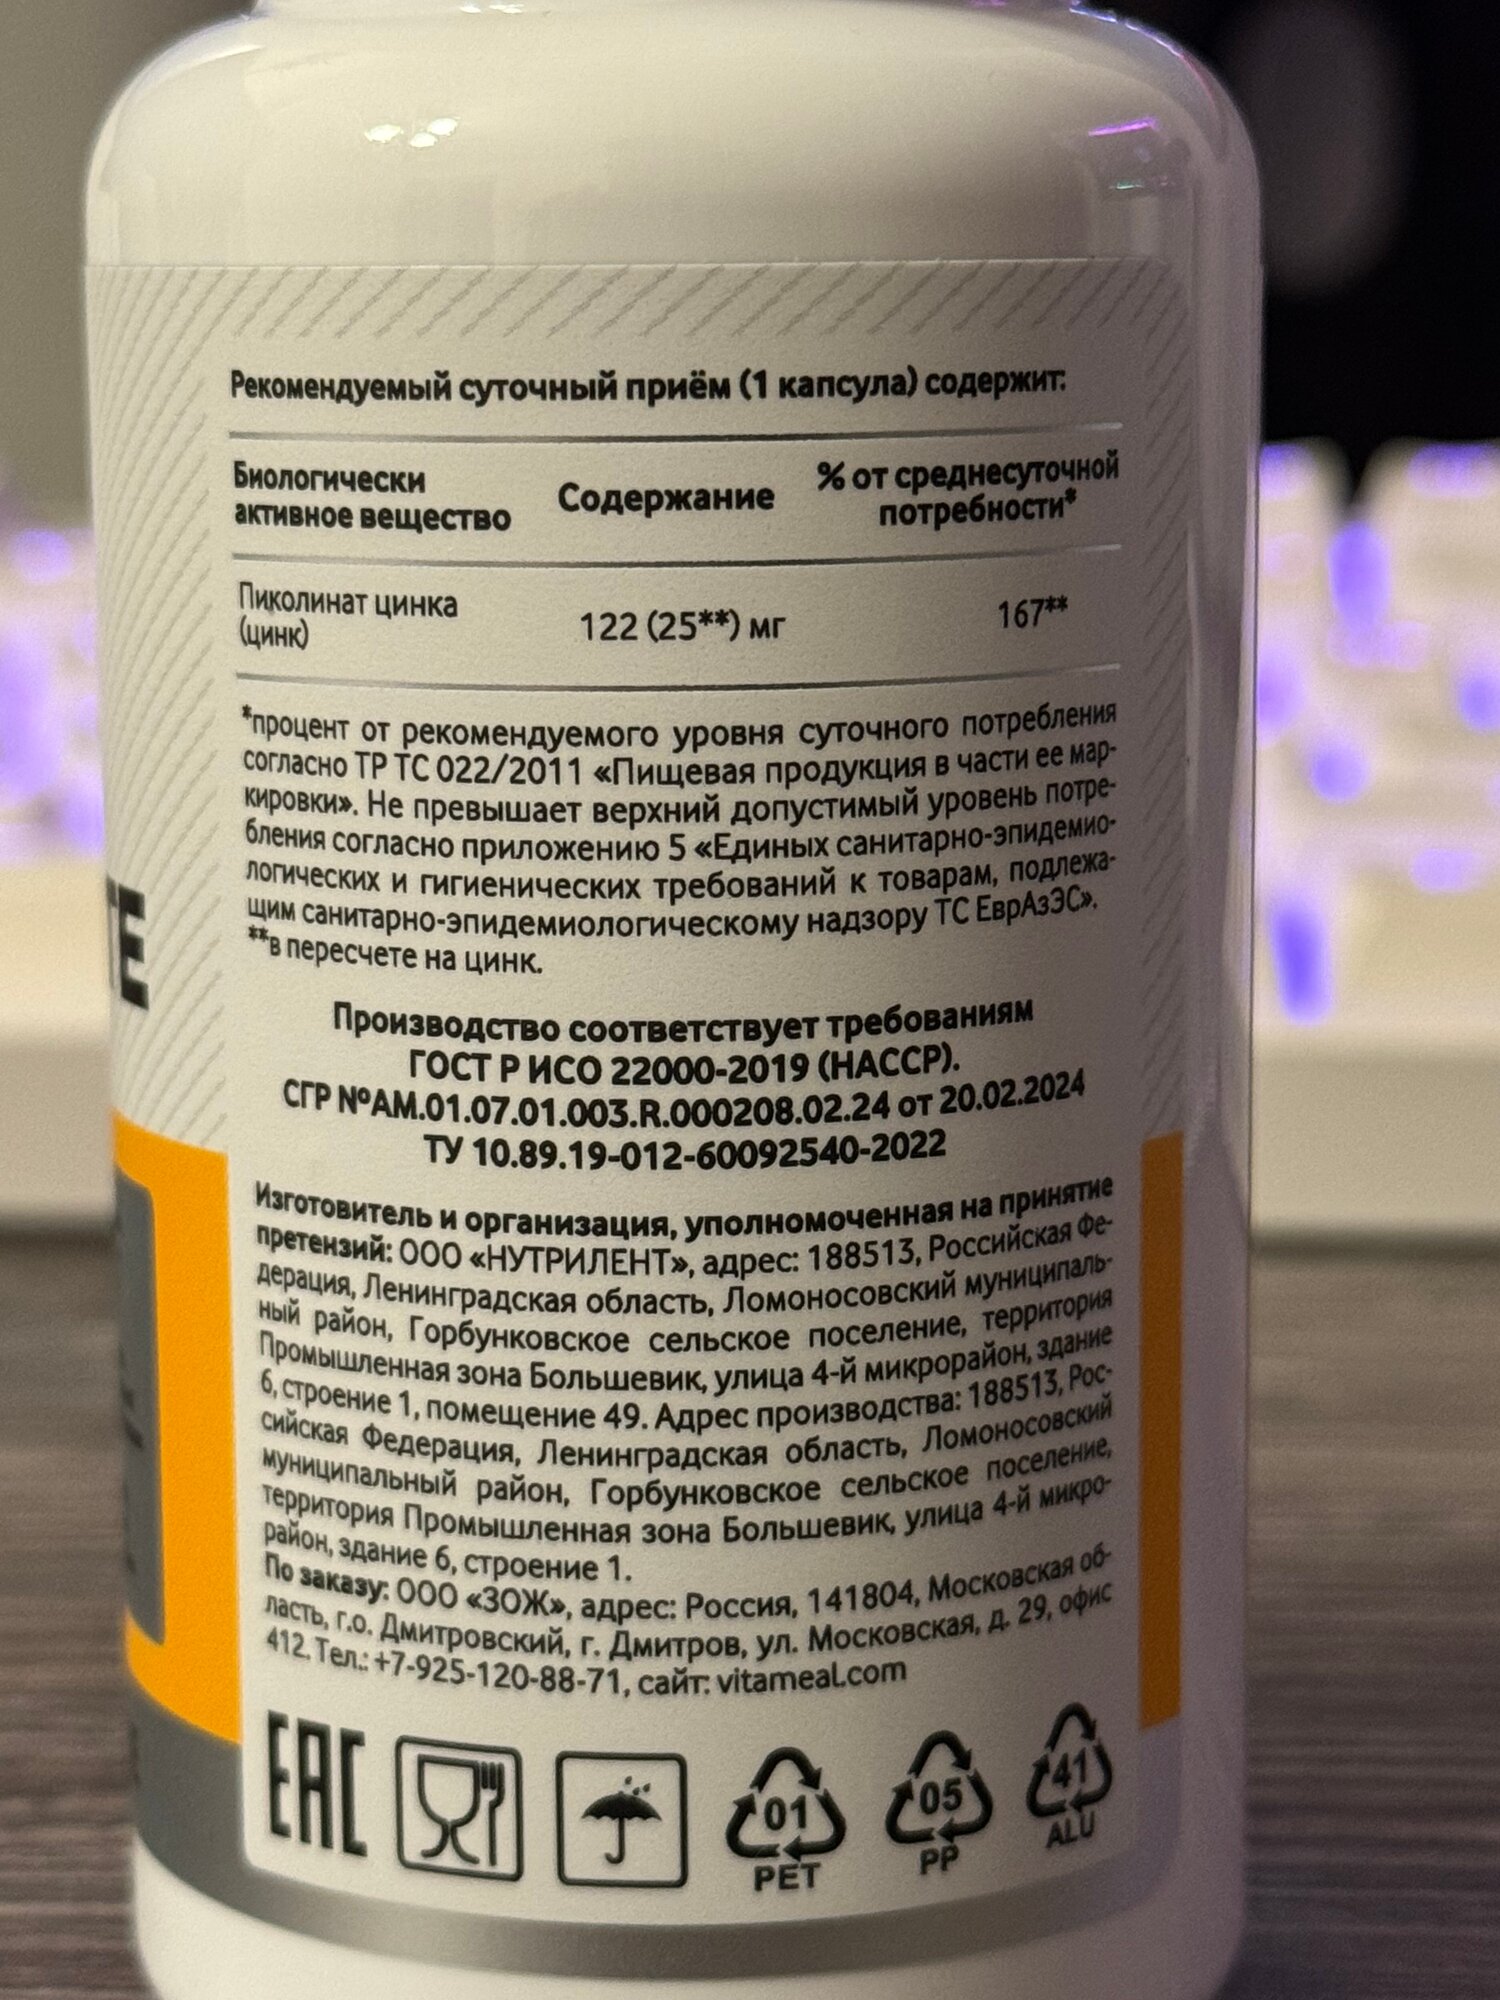 Рекомендуемый суточный приём (1 капсула) содержит:
Биологически активное вещество Содержание % от среднесуточной потребности*
Пиколинат цинка (цинк) 122 (25**) мг 167**
*процент от рекомендуемого уровня суточного потребления
согласно ТР ТС 022/2011 «Пищевая продукция в части ее мар-
кировки». Не превышает верхний допустимый уровень потре-
бления согласно приложению 5 «Единых санитарно-эпидемио-
логических и гигиенических требований к товарам, подлежа-
щим санитарно-эпидемиологическому надзору ТС ЕврАзЭС».
**в пересчете на цинк.
TE
Производство соответствует требованиям
ГОСТ Р ИСО 22000-2019 (НАССР).
СГР №АМ.01.07.01.003.R.000208.02.24 от 20.02.2024
ТУ 10.89.19-012-60092540-2022
Изготовитель и организация, уполномоченная на принятие
претензий: ООО «НУТРИЛЕНТ», адрес: 188513, Российская Фе-
дерация, Ленинградская область, Ломоносовский муниципаль-
ный район, Горбунковское сельское поселение, территория
Промышленная зона Большевик, улица 4-й микрорайон, здание
6, строение 1, помещение 49. Адрес производства: 188513, Рос-
сийская Федерация, Ленинградская область, Ломоносовский
муниципальный район, Горбунковское сельское поселение,
территория Промышленная зона Большевик, улица 4-й микро-
район, здание 6, строение 1.
По заказу: ООО «ЗОЖ», адрес: Россия, 141804, Московская об-
ласть, г.о. Дмитровский, г. Дмитров, ул. Московская, д. 29, офис
412. Тел.: +7-925-120-88-71, сайт: vitameal.com
EAC 01 05 41
PET PP ALU